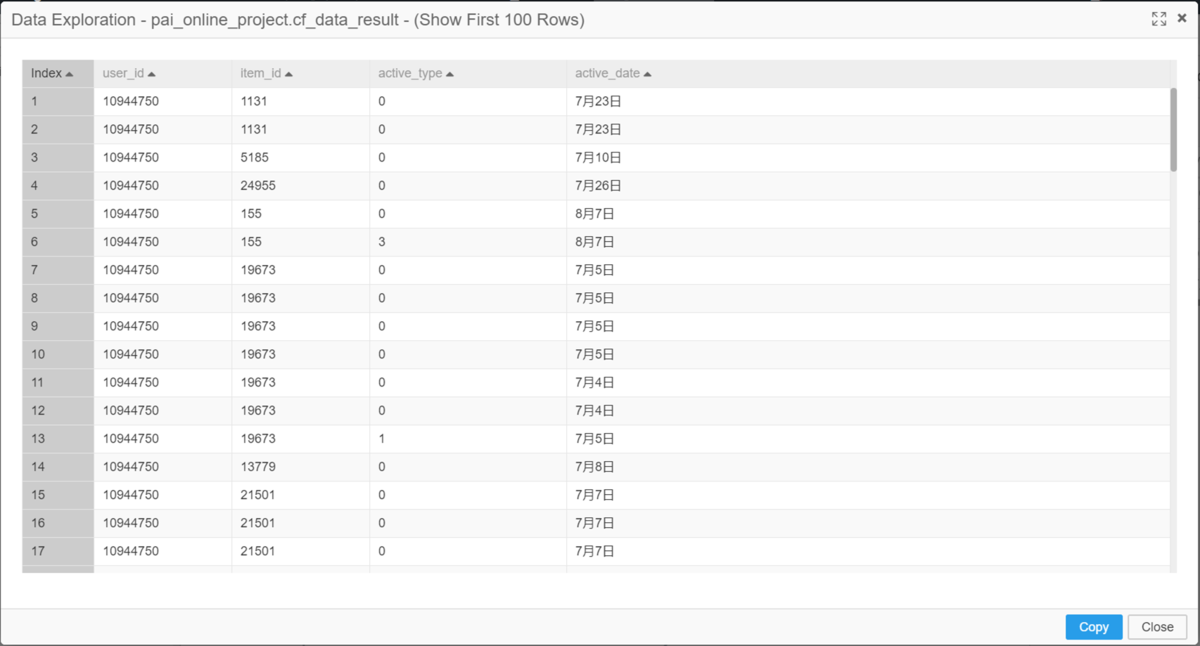 Data Exploration - pai_online_project.cf_data_result - (Show First 100 Rows)
Index user_id item_id active_type active_date
1 10944750 1131 0 7月23日
2 10944750 1131 0 7月23日
3 10944750 5185 0 7月10日
4 10944750 24955 0 7月26日
5 10944750 155 0 8月7日
6 10944750 155 3 8月7日
7 10944750 19673 0 7月5日
8 10944750 19673 0 7月5日
9 10944750 19673 0 7月5日
10 10944750 19673 0 7月5日
11 10944750 19673 0 7月4日
12 10944750 19673 0 7月4日
13 10944750 19673 1 7月5日
14 10944750 13779 0 7月8日
15 10944750 21501 0 7月7日
16 10944750 21501 0 7月7日
17 10944750 21501 0 7月7日
Copy Close